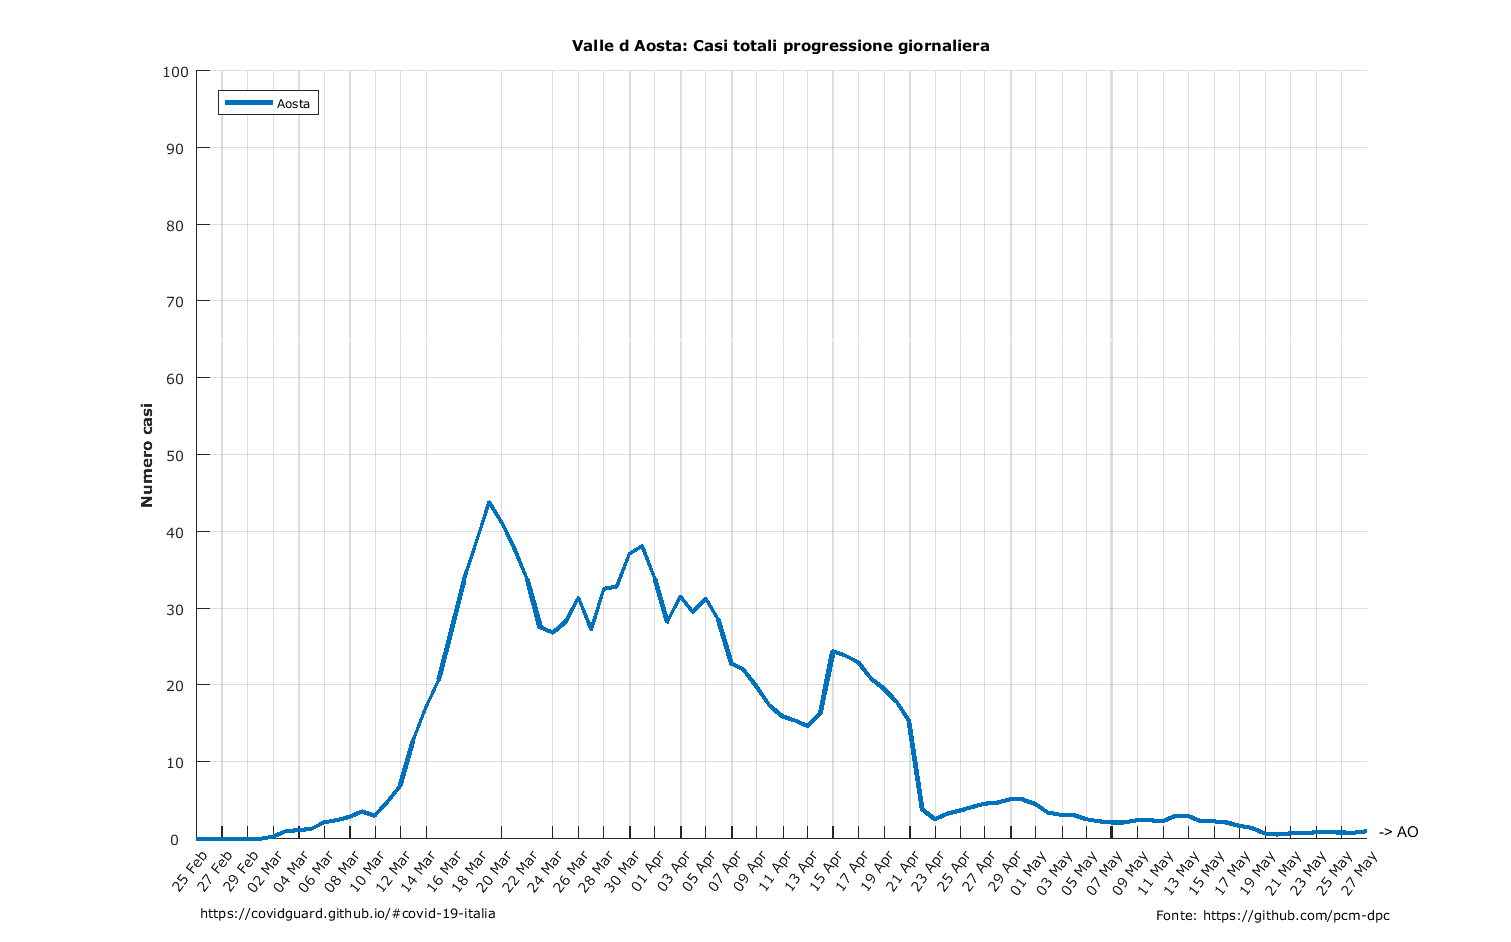 Valle d Aosta: Casi totali progressione giornaliera
Aosta
Numero casi
100
90
80
70
60
50
40
30
20
10
0
25 Feb
27 Feb
29 Feb
02 Mar
04 Mar
06 Mar
08 Mar
10 Mar
12 Mar
14 Mar
16 Mar
18 Mar
20 Mar
22 Mar
24 Mar
26 Mar
28 Mar
30 Mar
01 Apr
03 Apr
05 Apr
07 Apr
09 Apr
11 Apr
13 Apr
15 Apr
17 Apr
19 Apr
21 Apr
23 Apr
25 Apr
27 Apr
29 Apr
01 May
03 May
05 May
07 May
09 May
11 May
13 May
15 May
17 May
19 May
21 May
23 May
25 May
27 May
-> AO
https://covidguard.github.io/#covid-19-italia
Fonte: https://github.com/pcm-dpc